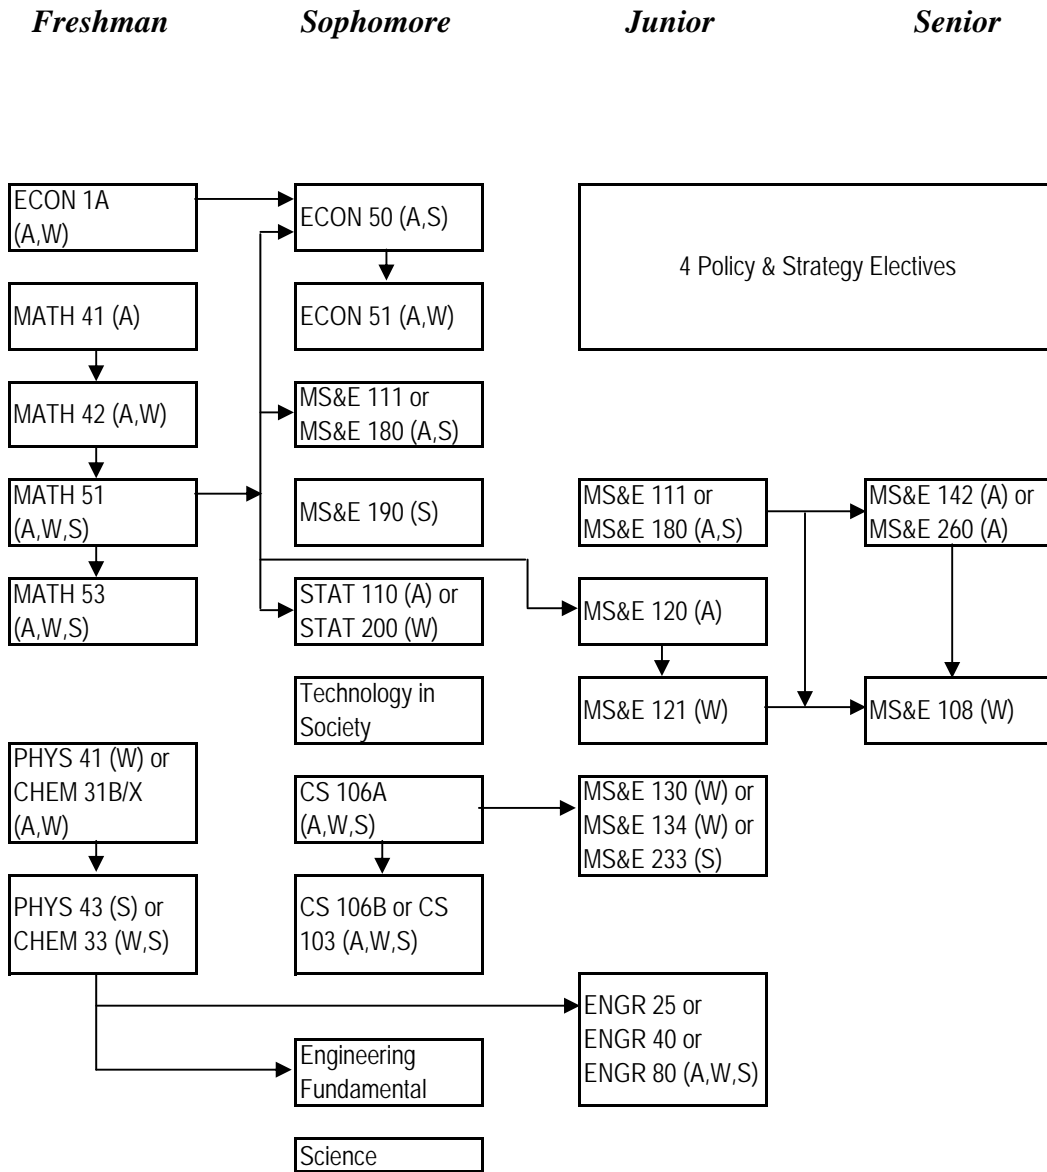 Freshman Sophomore Junior Senior
ECON 1A
(A,W)
ECON 50 (A,S)
4 Policy & Strategy Electives
MATH 41 (A)
ECON 51 (A,W)
MATH 42 (A,W)
MS&E 111 or
MS&E 180 (A,S)
MATH 51
(A,W,S)
MS&E 190 (S)
MS&E 111 or
MS&E 180 (A,S)
MS&E 142 (A) or
MS&E 260 (A)
MATH 53
(A,W,S)
STAT 110 (A) or
STAT 200 (W)
MS&E 120 (A)
Technology in
Society
MS&E 121 (W)
MS&E 108 (W)
PHYS 41 (W) or
CHEM 31B/X
(A,W)
CS 106A
(A,W,S)
MS&E 130 (W) or
MS&E 134 (W) or
MS&E 233 (S)
PHYS 43 (S) or
CHEM 33 (W,S)
CS 106B or CS
103 (A,W,S)
ENGR 25 or
ENGR 40 or
ENGR 80 (A,W,S)
Engineering
Fundamental
Science